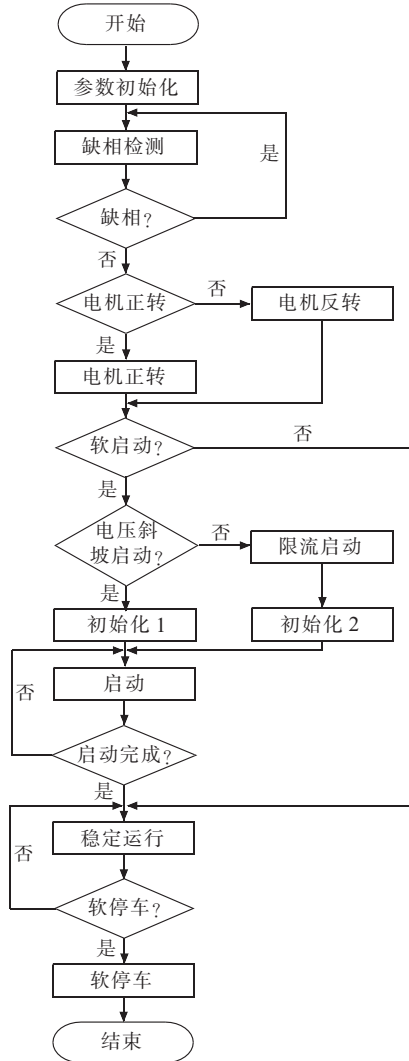 开始
参数初始化
缺相检测
是
缺相?
否
电机正转
否
电机反转
是
电机正转
软启动?
否
是
电压斜
坡启动?
否
限流启动
是
初始化 1
初始化 2
否
启动
启动完成?
是
稳定运行
否
软停车?
是
软停车
结束